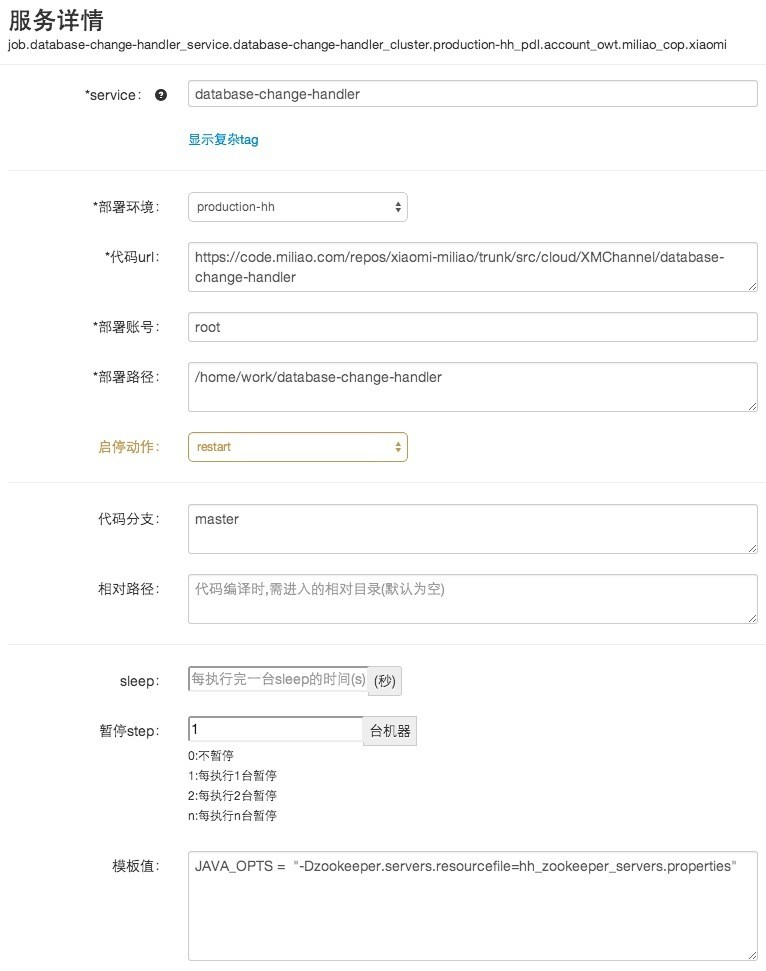 服务详情
job.database-change-handler_service.database-change-handler_cluster.production-hh_pdl.account_owt.miliao_cop.xiaomi
*service： ? database-change-handler
显示复杂tag
*部署环境： production-hh
*代码url： https://code.miliao.com/repos/xiaomi-miliao/trunk/src/cloud/XMChannel/database-
change-handler
*部署账号： root
*部署路径： /home/work/database-change-handler
启停动作： restart
代码分支： master
相对路径： 代码编译时,需进入的相对目录(默认为空)
sleep: 每执行完一台sleep的时间(s) (秒)
暂停step： 1 台机器
0:不暂停
1:每执行1台暂停
2:每执行2台暂停
n:每执行n台暂停
模板值： JAVA_OPTS = "-Dzookeeper.servers.resourcefile=hh_zookeeper_servers.properties"